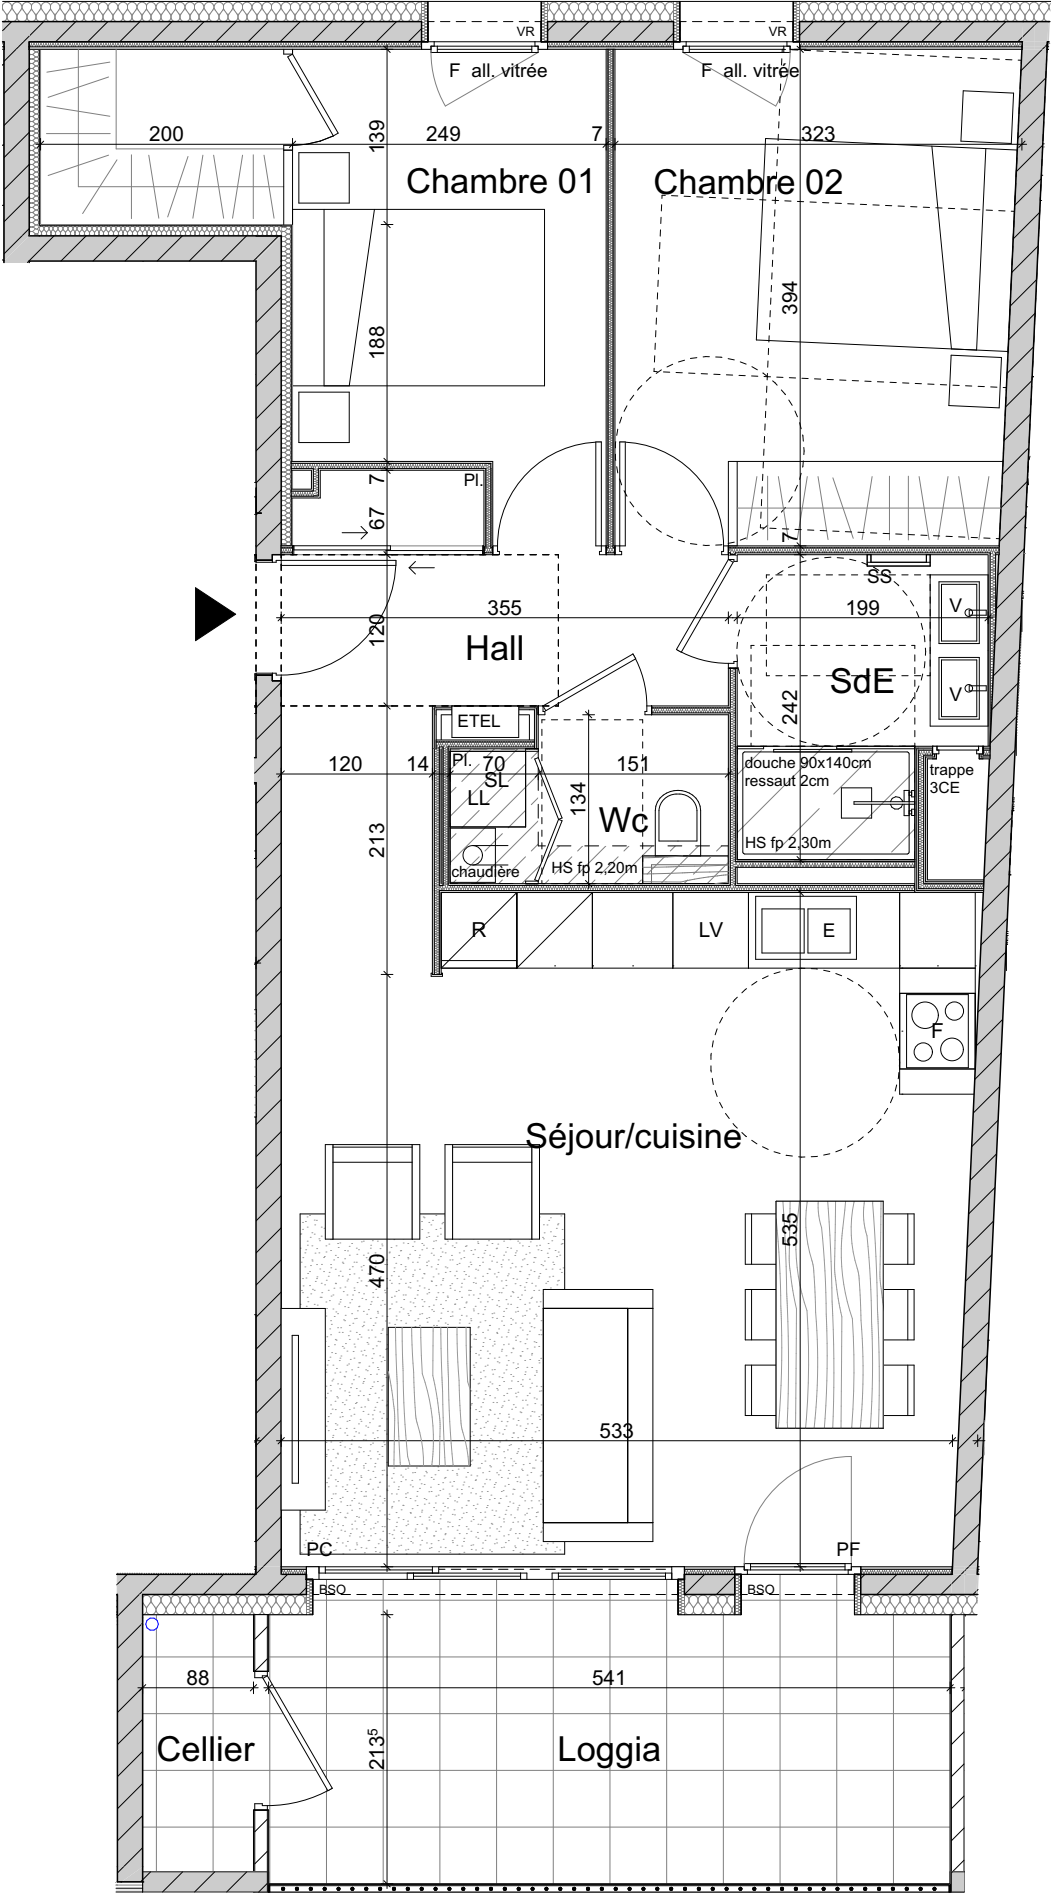 VR
VR
F all. vitrée
F all. vitrée
200
139
249
7
323
Chambre 01
Chambre 02
394
188
7
Pl.
67
7
SS
355
120
199
V
Hall
SdE
V
242
ETEL
120
14
Pl.
70
SL
LL
151
douche 90x140cm
ressaut 2cm
trappe
3CE
134
Wc
213
HS fp 2,30m
chaudière
HS fp 2,20m
R
LV
E
F
Séjour/cuisine
535
470
533
PC
PF
BSO
BSO
88
541
Cellier
213⁵
Loggia